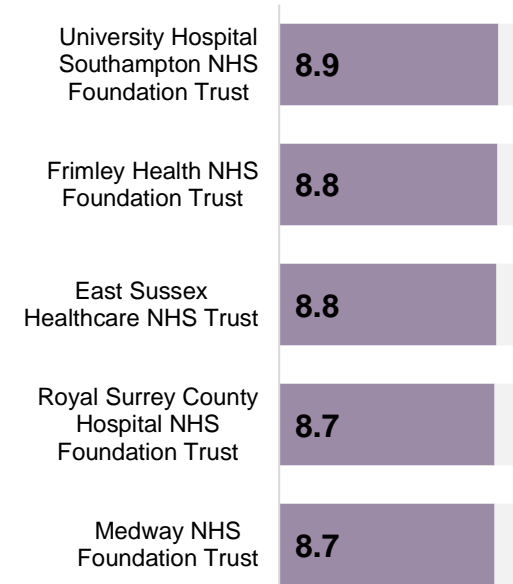 University Hospital
Southampton NHS
Foundation Trust
8.9
Frimley Health NHS
Foundation Trust
8.8
East Sussex
Healthcare NHS Trust
8.8
Royal Surrey County
Hospital NHS
Foundation Trust
8.7
Medway NHS
Foundation Trust
8.7